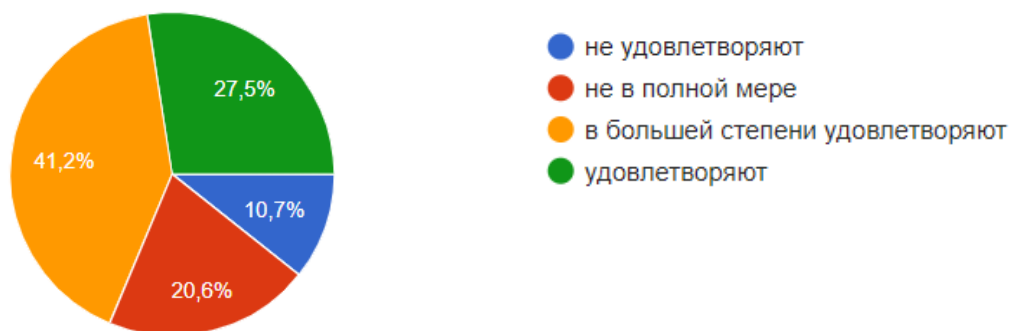 27,5%
41,2%
10,7%
20,6%
не удовлетворяют
не в полной мере
в большей степени удовлетворяют
удовлетворяют